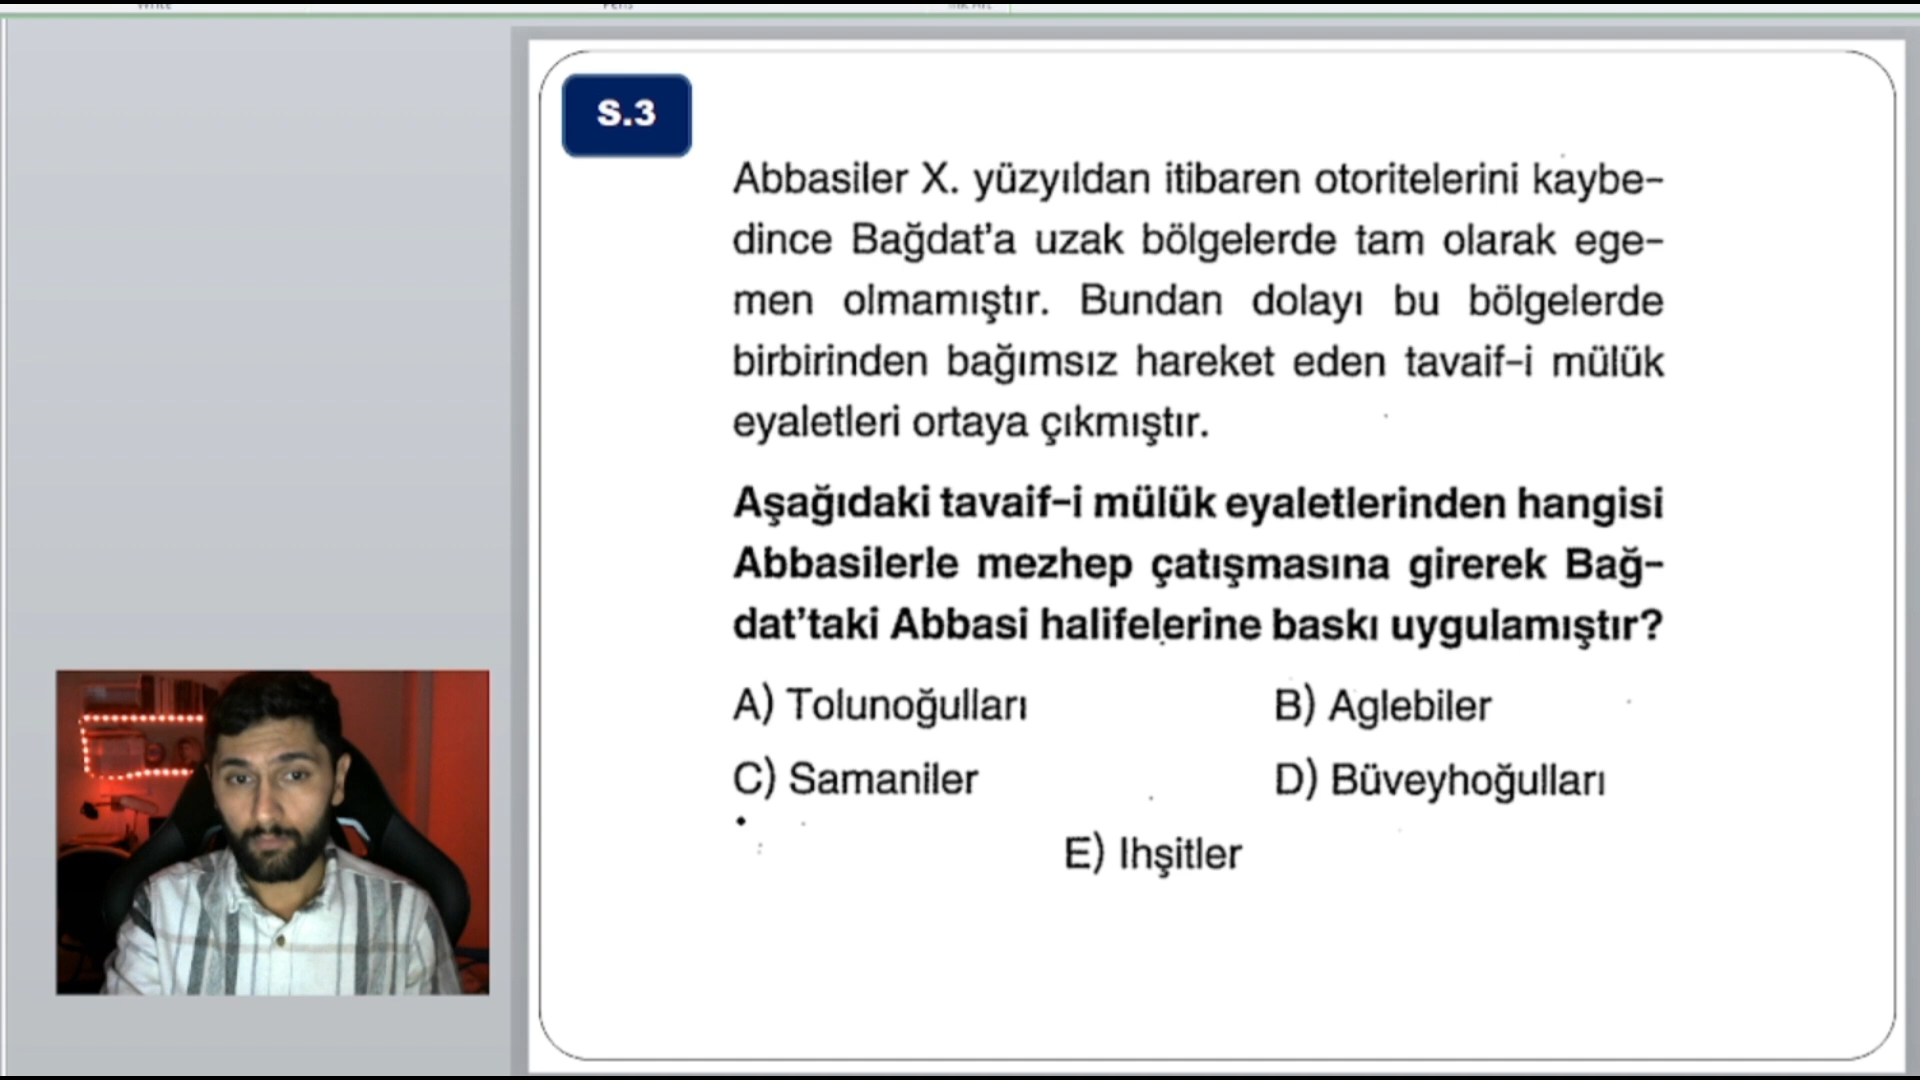 Write
Pens
S.3
Abbasiler X. yüzyıldan itibaren otoritelerini kaybe-
dince Bağdat'a uzak bölgelerde tam olarak ege-
men olmamıştır. Bundan dolayı bu bölgelerde
birbirinden bağımsız hareket eden tavaif-i mülük
eyaletleri ortaya çıkmıştır.
Aşağıdaki tavaif-i mülük eyaletlerinden hangisi
Abbasilerle mezhep çatışmasına girerek Bağ-
dat'taki Abbasi halifelerine baskı uygulamıştır?
A) Tolunoğulları B) Aglebiler
C) Samaniler D) Büveyhoğulları
E) Ihşitler